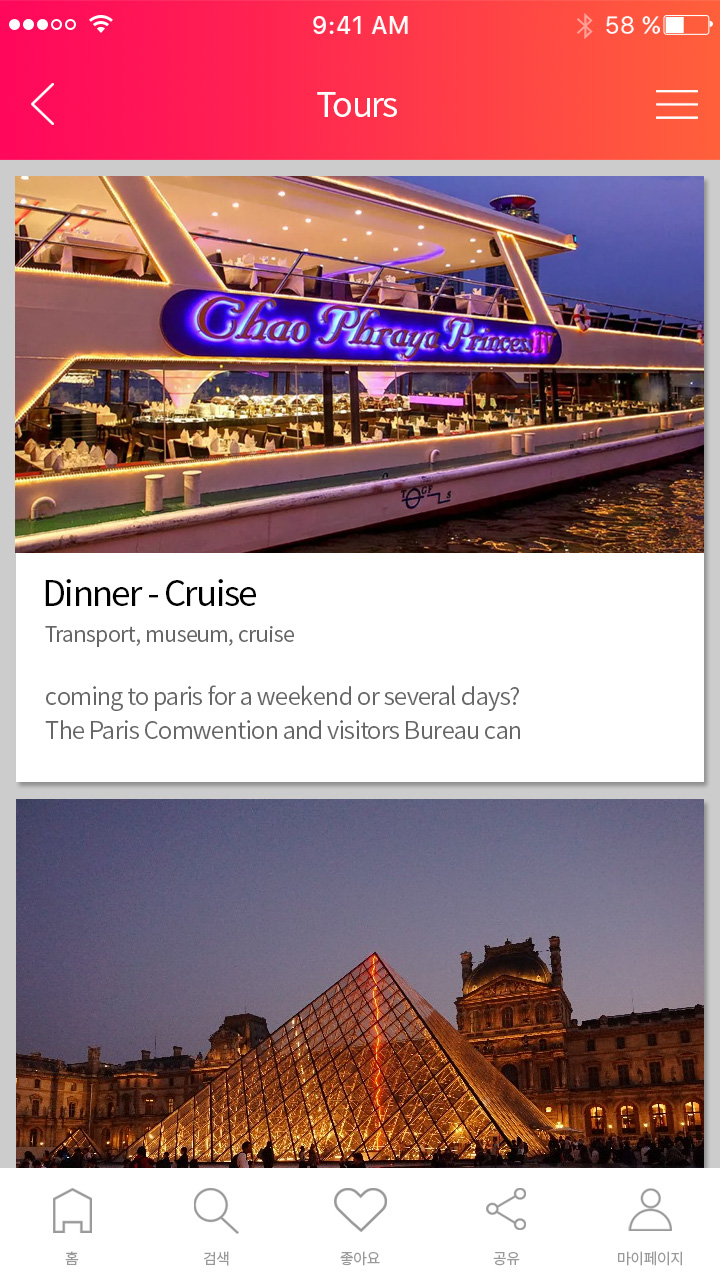 9:41 AM
58 %
Tours
Chao Phraya Princess IV
Dinner - Cruise
Transport, museum, cruise
coming to paris for a weekend or several days?
The Paris Comwention and visitors Bureau can
홈
검색
좋아요
공유
마이페이지